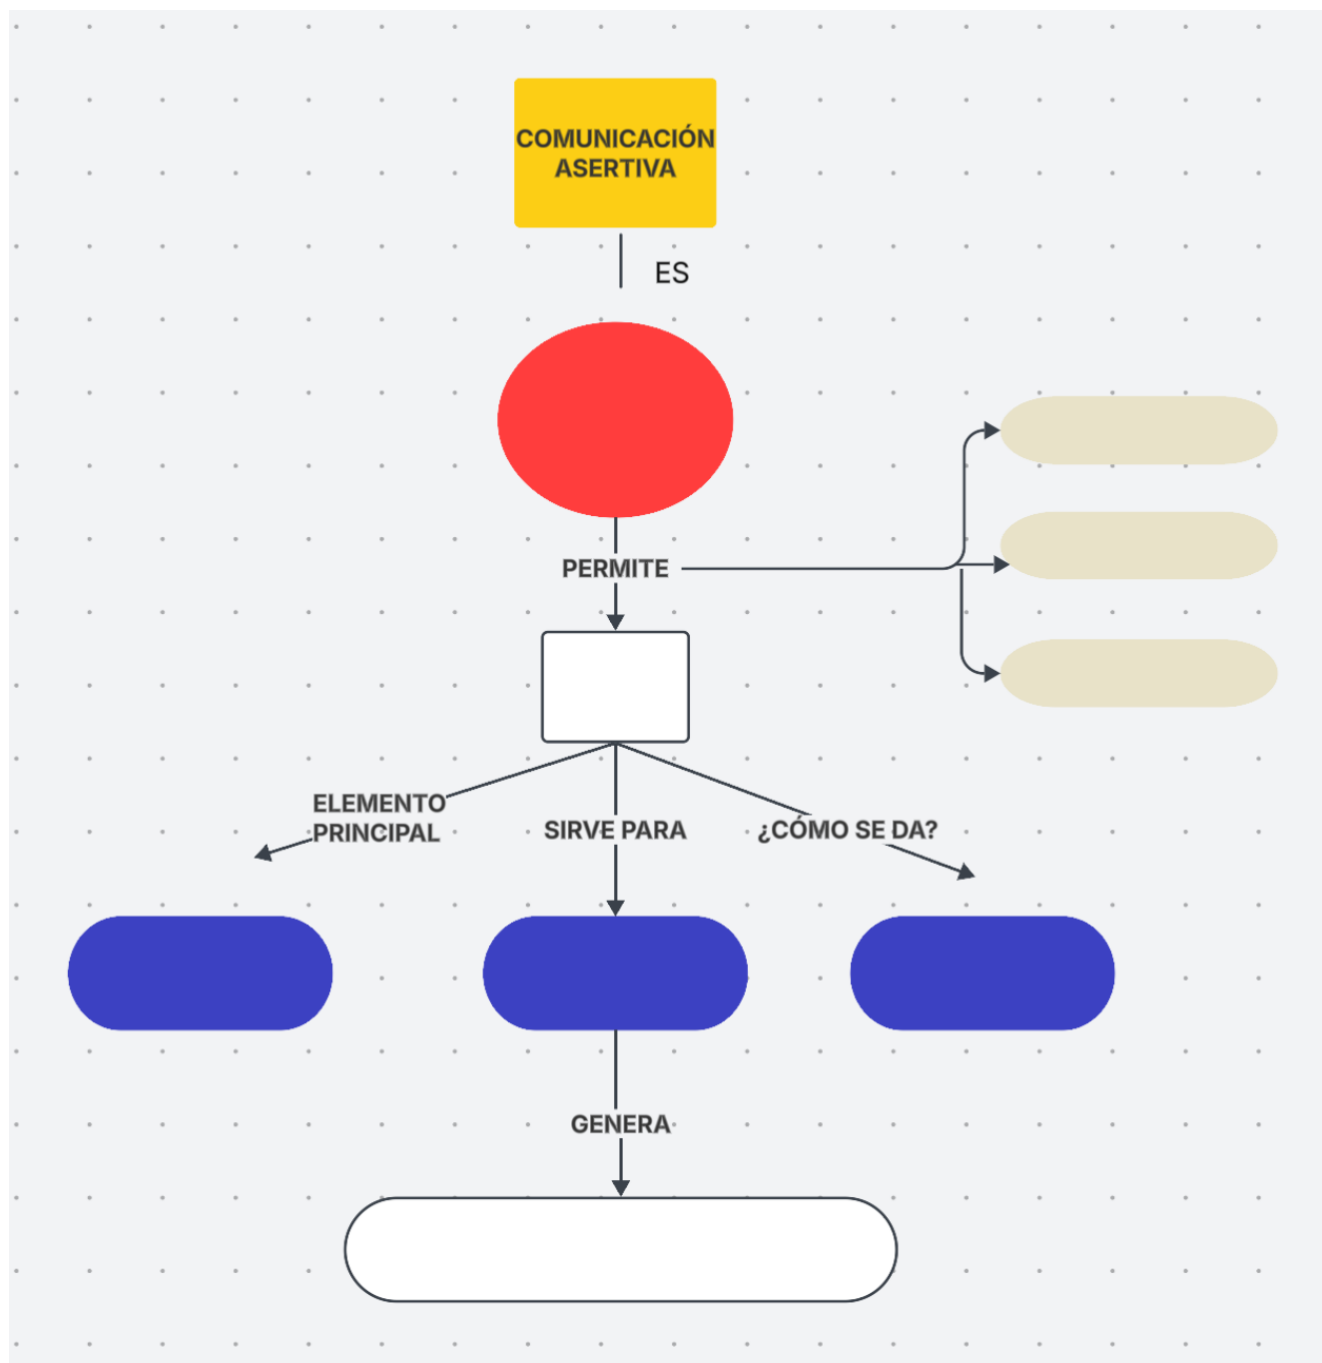 COMUNICACIÓN
ASERTIVA
ES
PERMITE
ELEMENTO
PRINCIPAL
SIRVE PARA
¿CÓMO SE DA?
GENERA